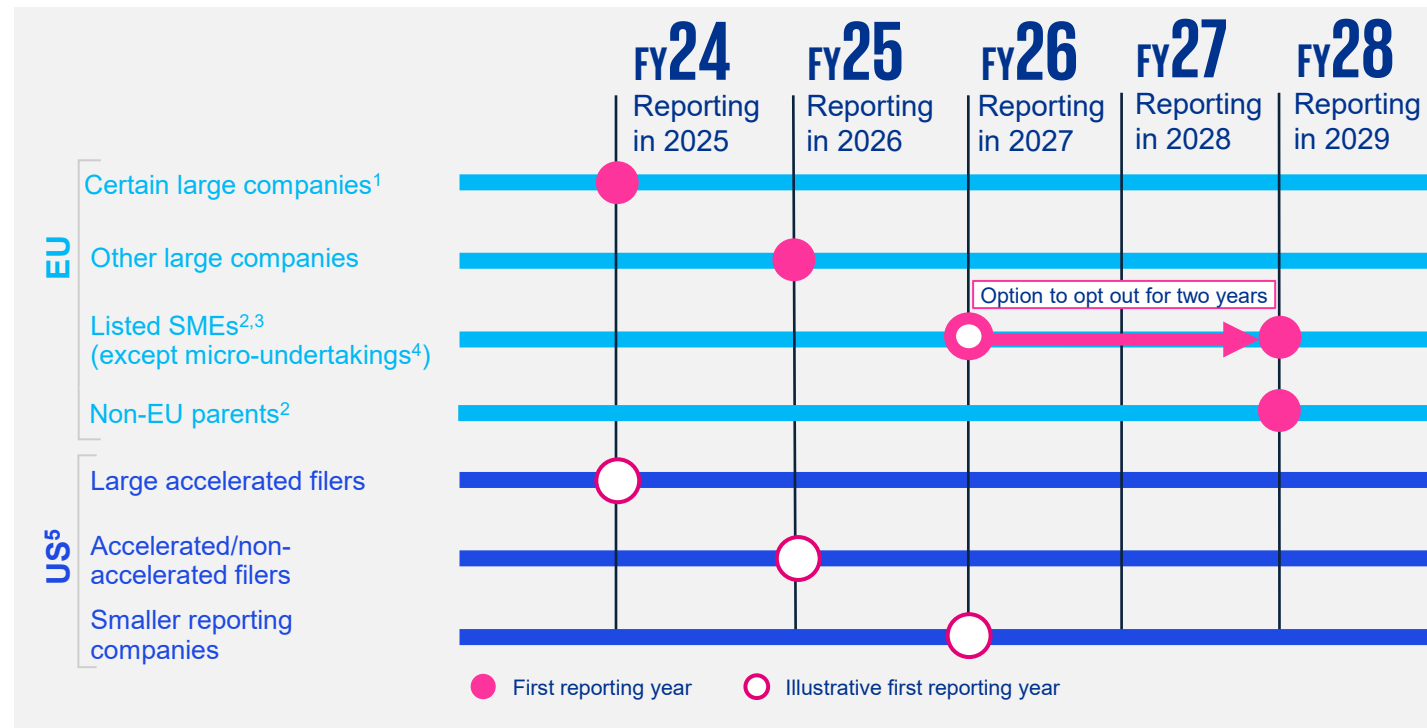 FY24
Reporting
in 2025
FY25
Reporting
in 2026
FY26
Reporting
in 2027
FY27
Reporting
in 2028
FY28
Reporting
in 2029
EU
Certain large companies¹
Other large companies
Option to opt out for two years
Listed SMEs²,³
(except micro-undertakings⁴)
Non-EU parents²
US⁵
Large accelerated filers
Accelerated/non-
accelerated filers
Smaller reporting
companies
First reporting year
Illustrative first reporting year